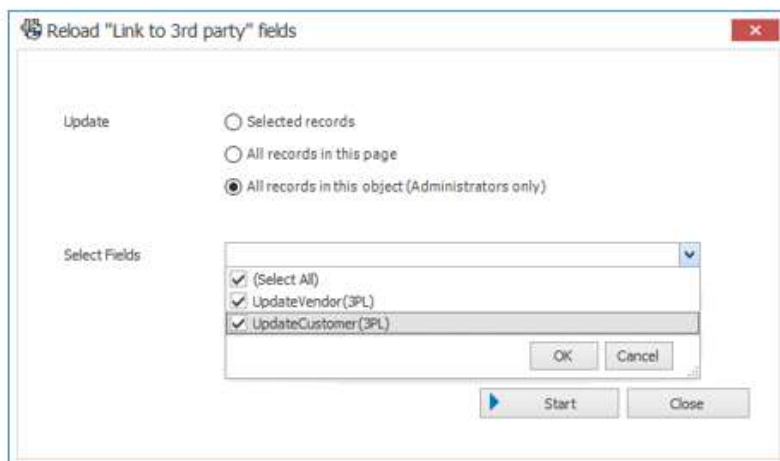 Reload "Link to 3rd party" fields
Update
Selected records
All records in this page
All records in this object (Administrators only)
Select Fields
(Select All)
UpdateVendor(3PL)
UpdateCustomer(3PL)
OK Cancel
Start Close